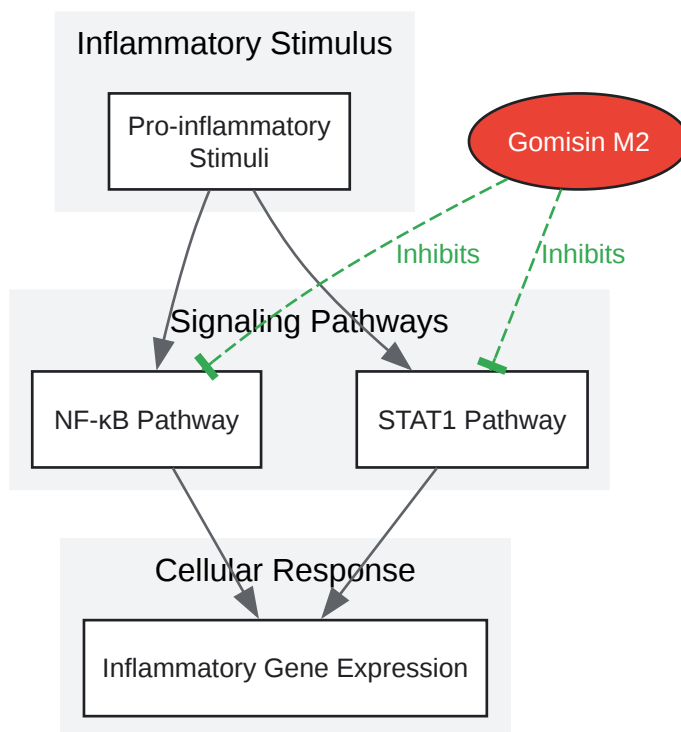 Inflammatory Stimulus
Pro-inflammatory
Stimuli
Gomisin M2
Inhibits
Inhibits
Signaling Pathways
NF-κB Pathway
STAT1 Pathway
Cellular Response
Inflammatory Gene Expression